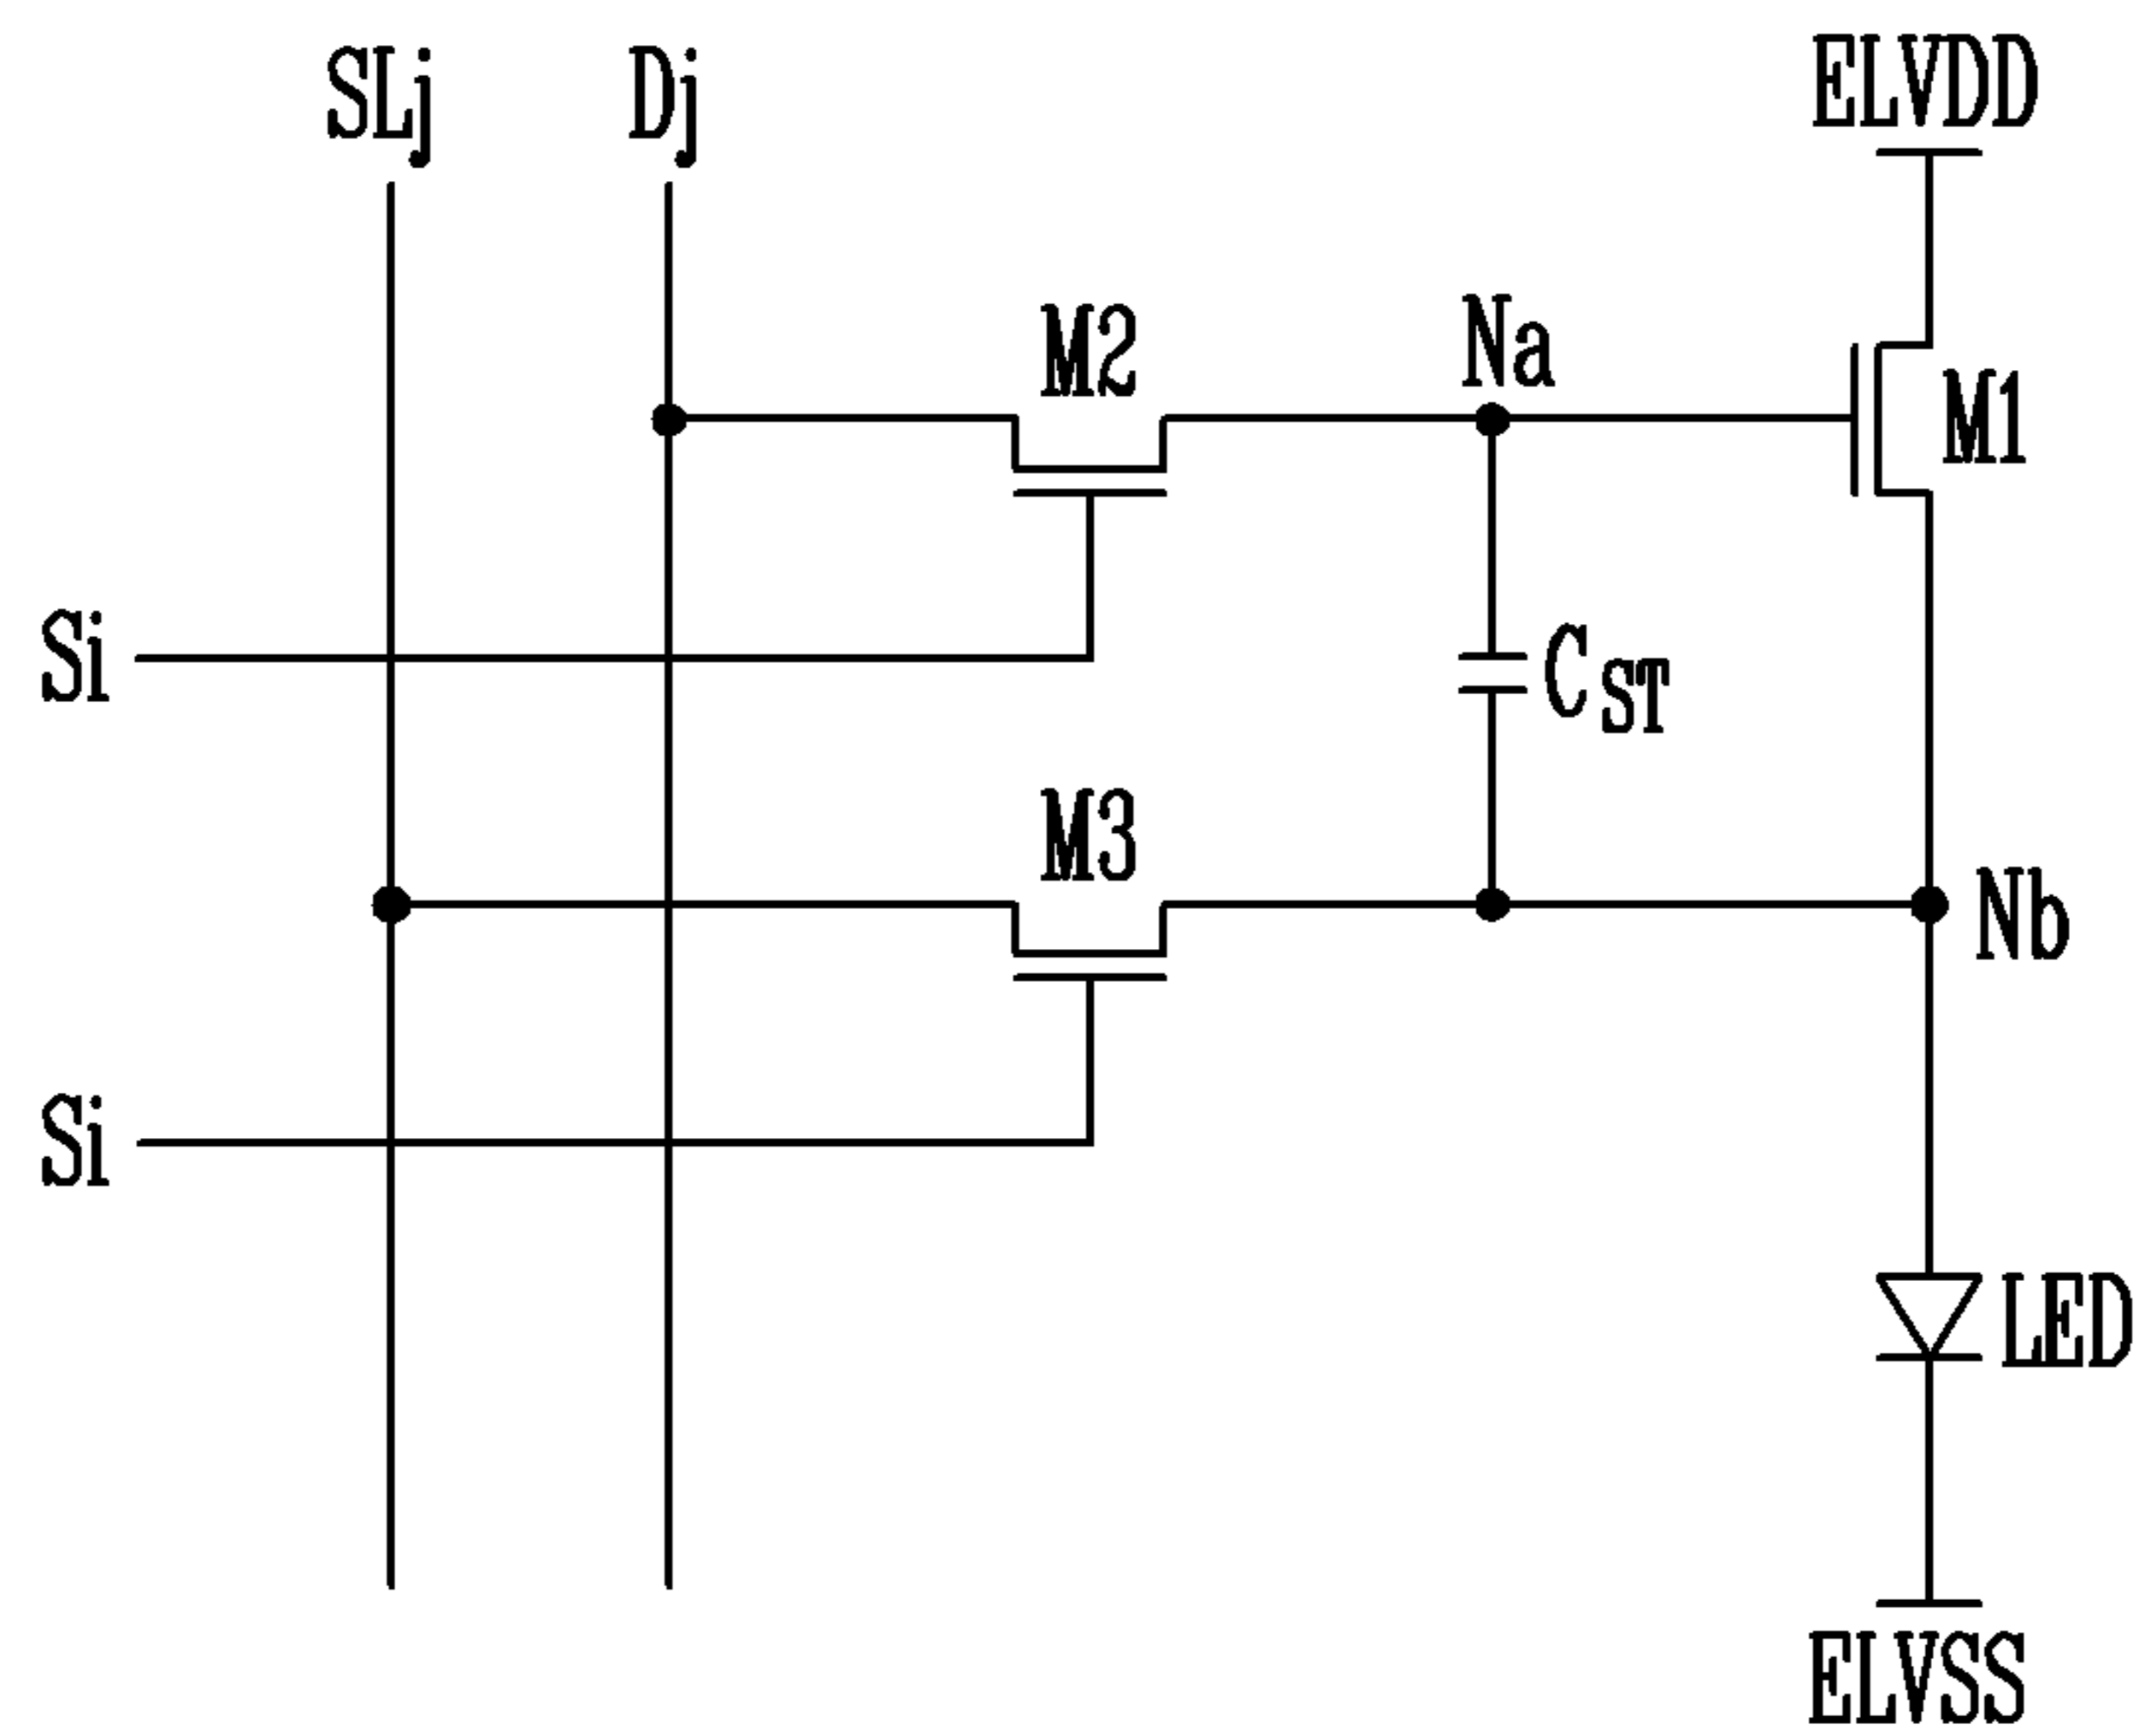 SLj
Dj
ELVDD
M2
Na
M1
Si
CST
M3
Nb
Si
LED
ELVSS